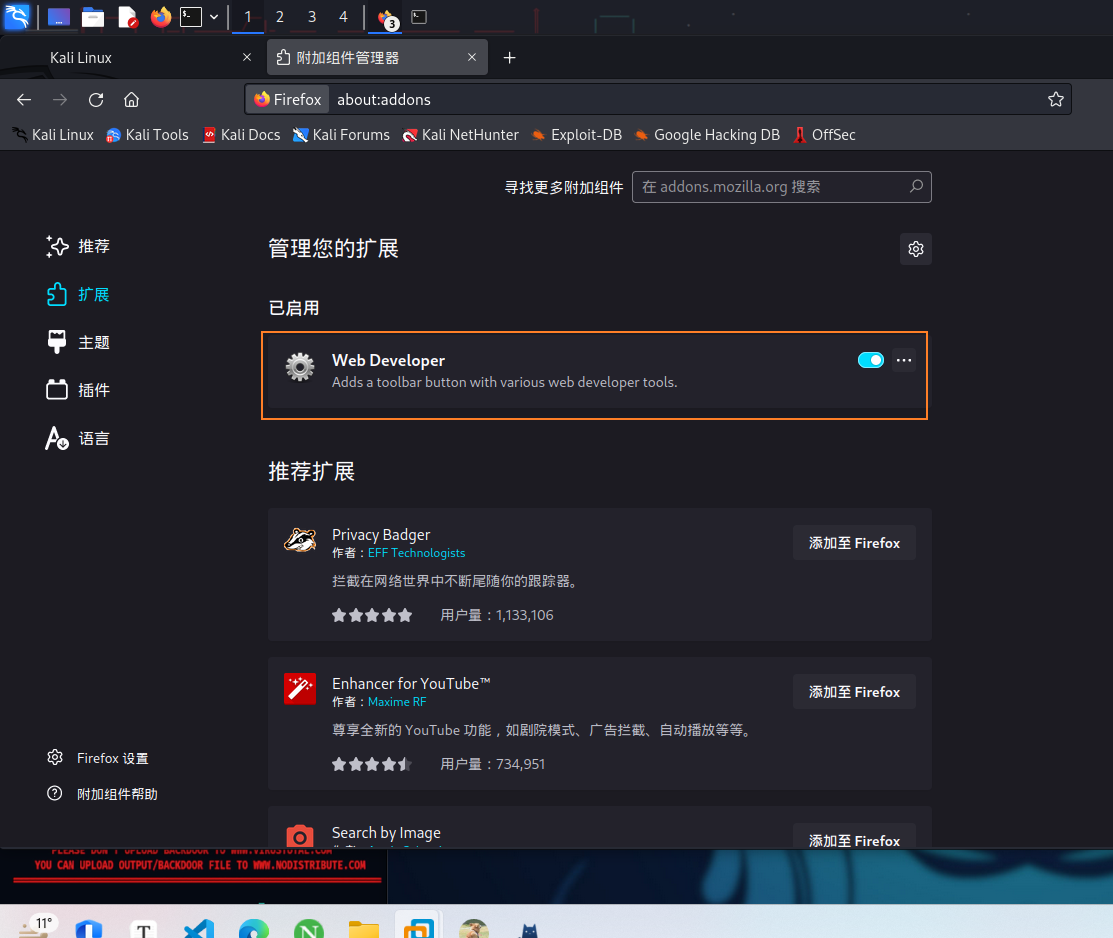 1 2 3 4 3
Kali Linux
附加组件管理器
Firefox about:addons
Kali Linux Kali Tools Kali Docs Kali Forums Kali NetHunter Exploit-DB Google Hacking DB OffSec
寻找更多附加组件 在 addons.mozilla.org 搜索
推荐
扩展
主题
插件
语言
Firefox 设置
附加组件帮助
管理您的扩展
已启用
Web Developer
Adds a toolbar button with various web developer tools.
推荐扩展
Privacy Badger
作者：EFF Technologists
添加至 Firefox
拦截在网络世界中不断尾随你的跟踪器。
用户量：1,133,106
Enhancer for YouTube™
作者：Maxime RF
添加至 Firefox
尊享全新的 YouTube 功能，如剧院模式、广告拦截、自动播放等等。
用户量：734,951
Search by Image
添加至 Firefox
PLEASE DON'T UPLOAD BACKDOOR TO WWW.VIRUSTOTAL.COM
YOU CAN UPLOAD OUTPUT/BACKDOOR FILE TO WWW.NODISTRIBUTE.COM
11°
T
N